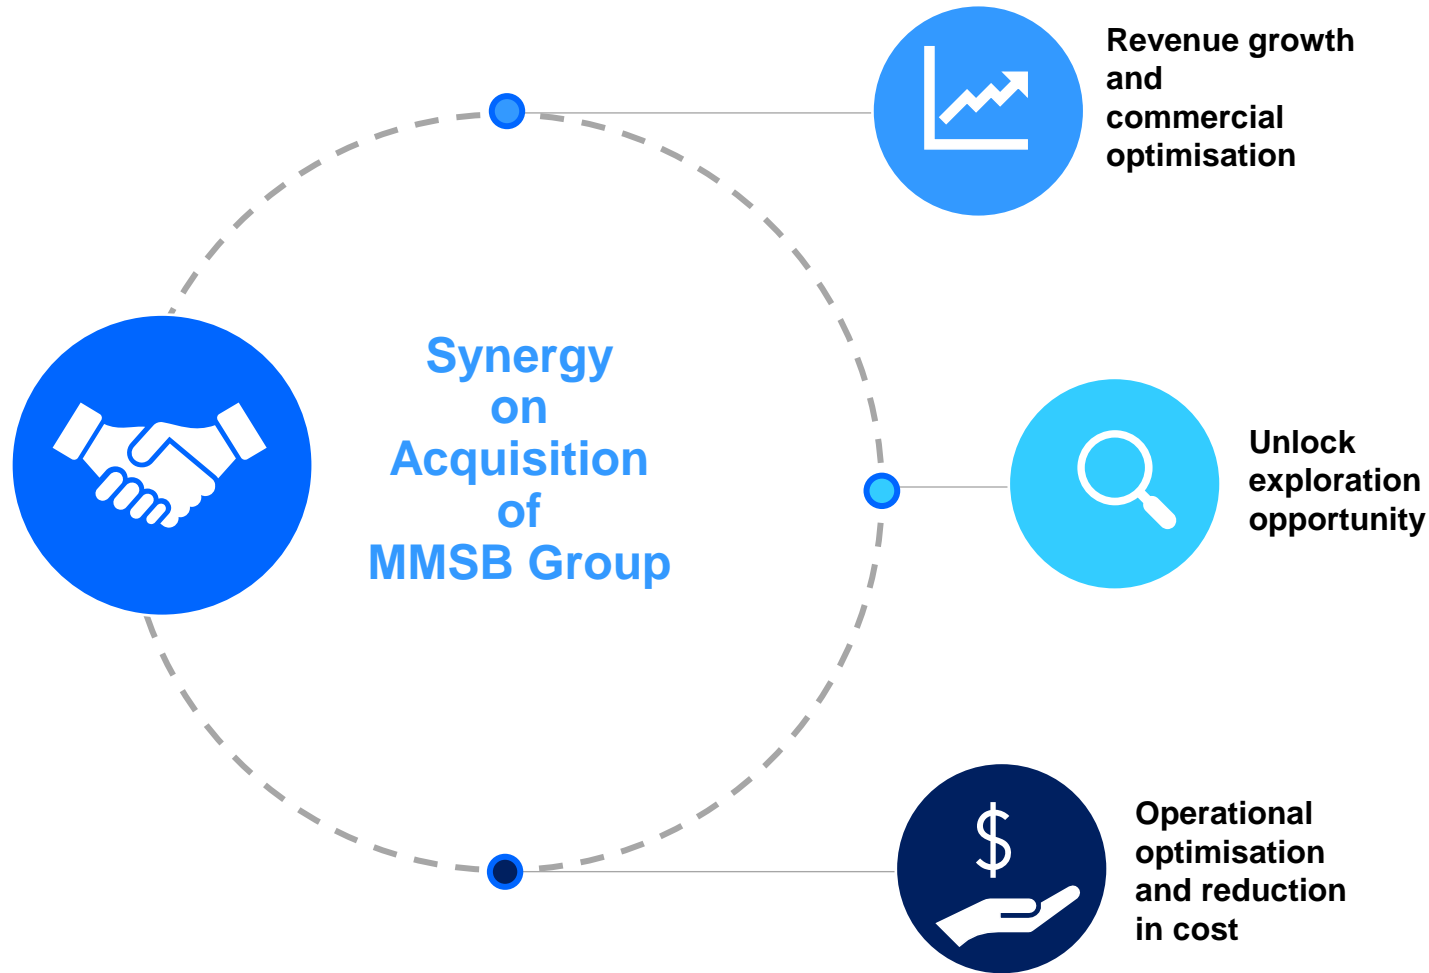 Revenue growth
and
commercial
optimisation
Synergy
on
Acquisition
of
MMSB Group
Unlock
exploration
opportunity
$
Operational
optimisation
and reduction
in cost